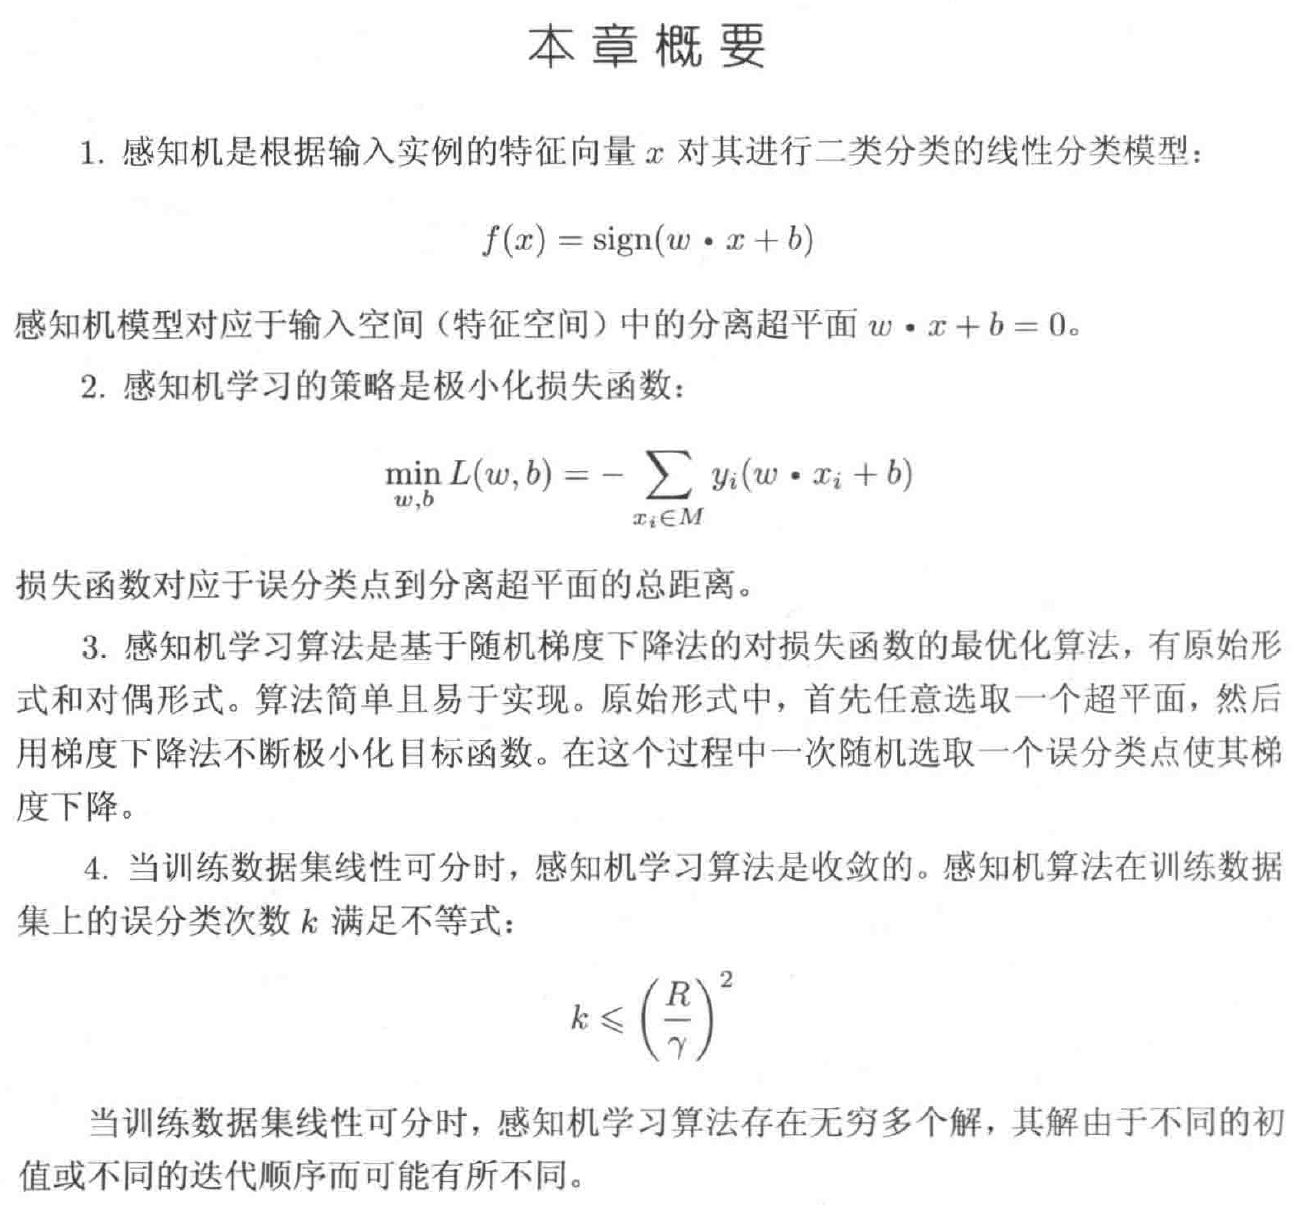 本章概要
1. 感知机是根据输入实例的特征向量 x 对其进行二类分类的线性分类模型：
f(x) = sign(w • x + b)
感知机模型对应于输入空间（特征空间）中的分离超平面 w • x + b = 0。
2. 感知机学习的策略是极小化损失函数：
min_{w,b} L(w, b) = − ∑_{x_i∈M} y_i(w • x_i + b)
损失函数对应于误分类点到分离超平面的总距离。
3. 感知机学习算法是基于随机梯度下降法的对损失函数的最优化算法，有原始形
式和对偶形式。算法简单且易于实现。原始形式中，首先任意选取一个超平面，然后
用梯度下降法不断极小化目标函数。在这个过程中一次随机选取一个误分类点使其梯
度下降。
4. 当训练数据集线性可分时，感知机学习算法是收敛的。感知机算法在训练数据
集上的误分类次数 k 满足不等式：
k ⩽ (R/γ)^2
当训练数据集线性可分时，感知机学习算法存在无穷多个解，其解由于不同的初
值或不同的迭代顺序而可能有所不同。